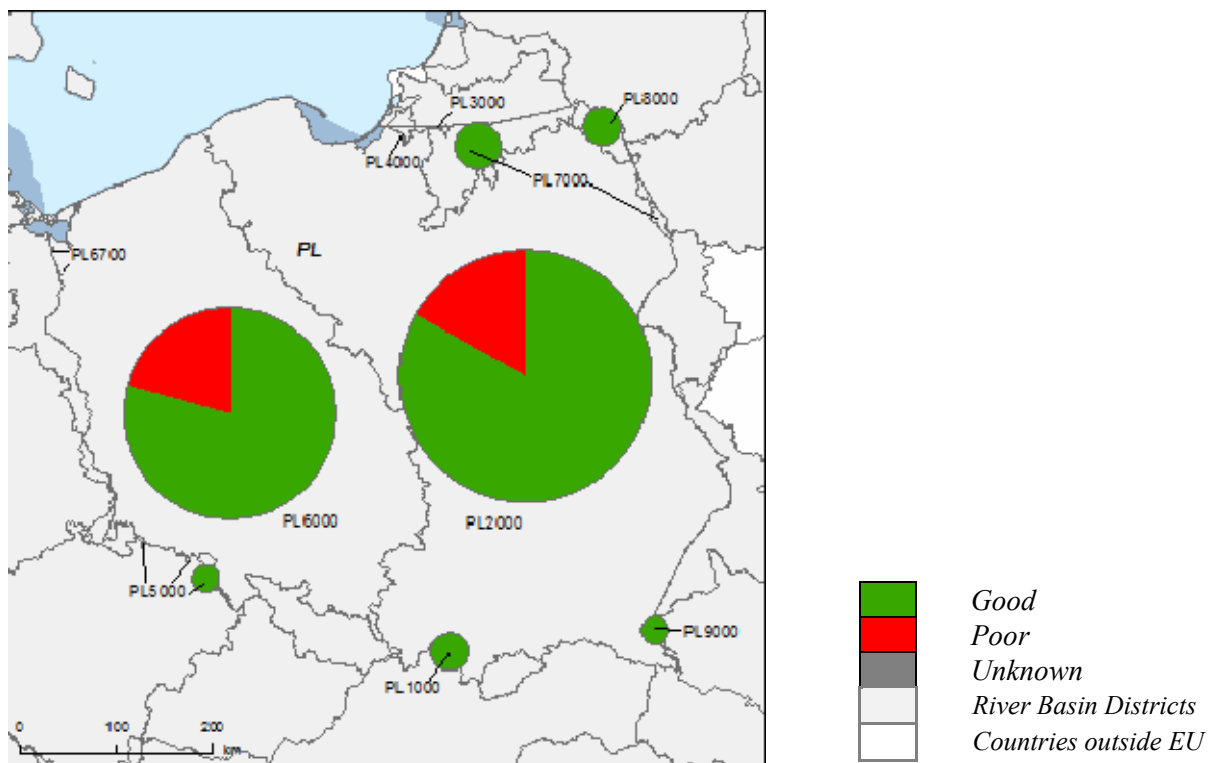 PL8000
PL3000
PL4000
PL7000
PL
PL6700
PL6000
PL2000
PL5000
PL9000
PL1000
0 100 200
km
Good
Poor
Unknown
River Basin Districts
Countries outside EU